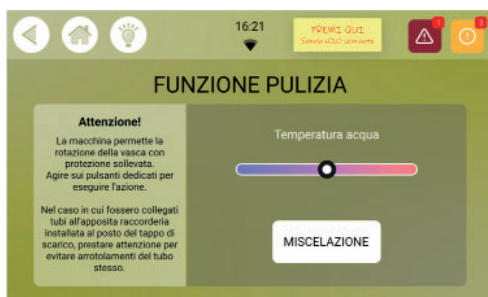 16:21
PREMI QUI
1
3
FUNZIONE PULIZIA
Attenzione!
La macchina permette la
rotazione della vasca con
protezione sollevata.
Agire sui pulsanti dedicati per
eseguire l'azione.
Nel caso in cui fossero collegati
tubi all'apposita raccorderia
installata al posto del tappo di
scarico, prestare attenzione per
evitare arrotolamenti del tubo
stesso.
Temperatura acqua
MISCELAZIONE